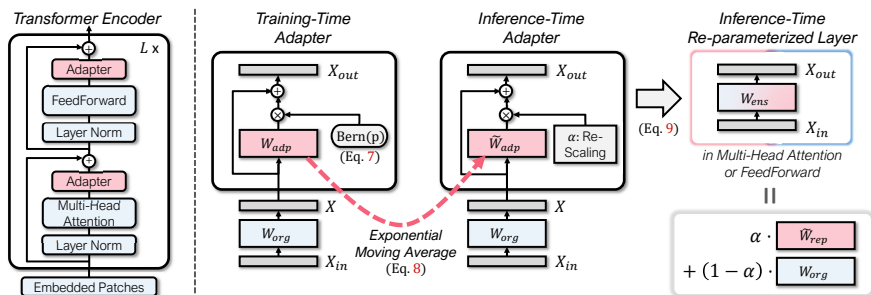 Transformer Encoder
L x
+
Adapter
FeedForward
Layer Norm
+
Adapter
Multi-Head
Attention
Layer Norm
Embedded Patches
Training-Time
Adapter
X_out
+
×
W_adp
Bern(p)
(Eq. 7)
X
W_org
X_in
Exponential
Moving Average
(Eq. 8)
Inference-Time
Adapter
X_out
+
×
W̃_adp
α: Re-
Scaling
X
W_org
X_in
(Eq. 9)
Inference-Time
Re-parameterized Layer
X_out
W_ens
X_in
in Multi-Head Attention
or FeedForward
=
α · W̃_rep
+ (1 − α) · W_org